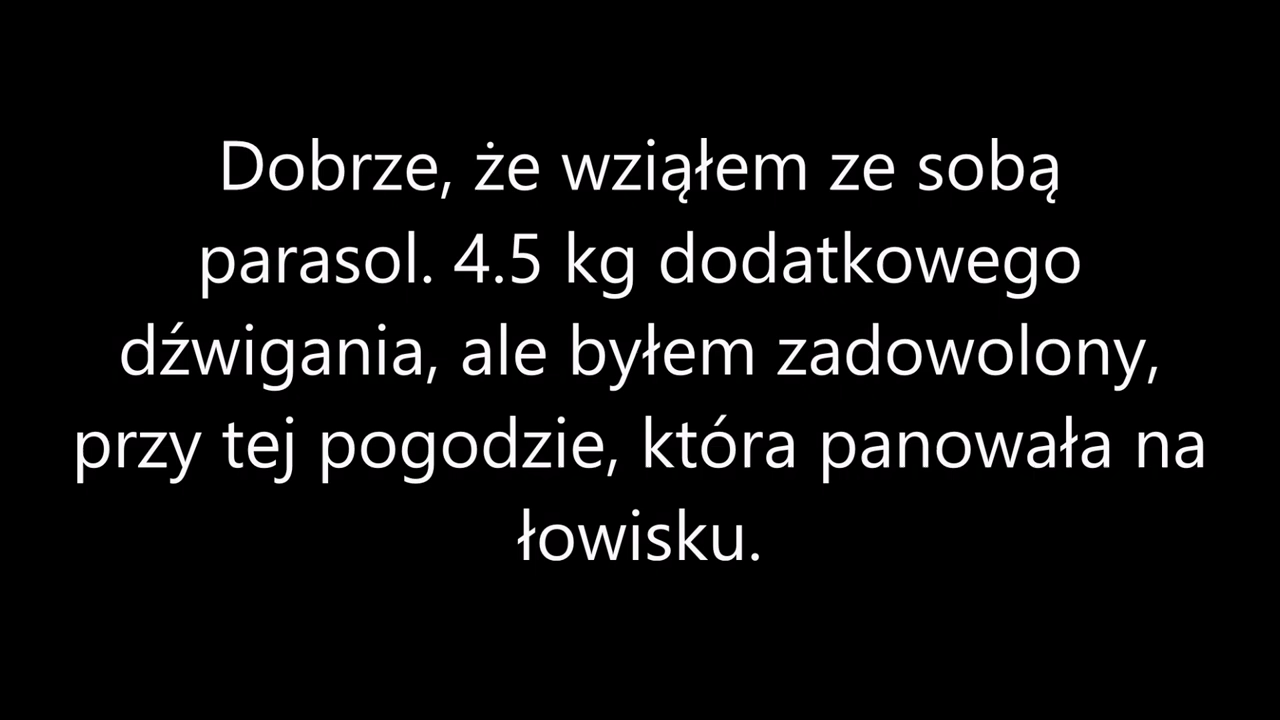 Dobrze, że wziąłem ze sobą
parasol. 4.5 kg dodatkowego
dźwigania, ale byłem zadowolony,
przy tej pogodzie, która panowała na
łowisku.